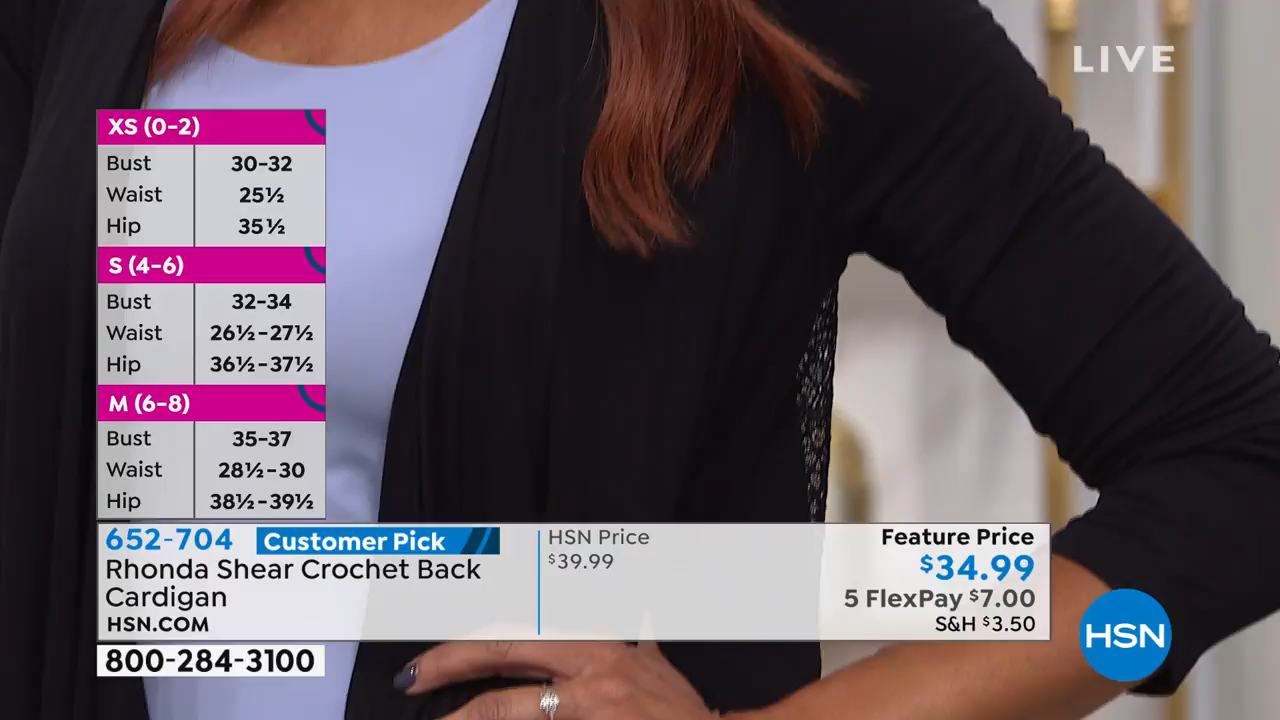 LIVE
XS (0-2)
Bust 30-32
Waist 25½
Hip 35½
S (4-6)
Bust 32-34
Waist 26½-27½
Hip 36½-37½
M (6-8)
Bust 35-37
Waist 28½-30
Hip 38½-39½
652-704 Customer Pick
Rhonda Shear Crochet Back
Cardigan
HSN.COM
HSN Price
$39.99
Feature Price
$34.99
5 FlexPay $7.00
S&H $3.50
800-284-3100
HSN